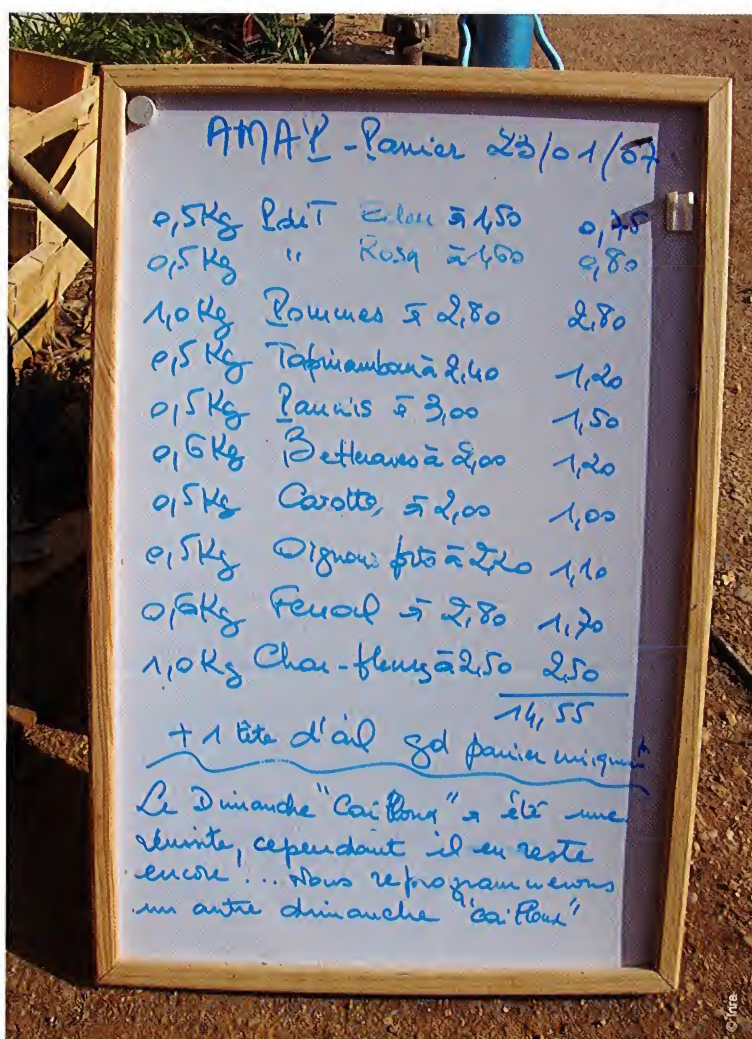 AMAP - Panier 23/01/07
0,5Kg PdeT Eden à 1,50 0,75
0,5Kg " Rosa à 1,60 0,80
1,0Kg Pommes à 2,80 2,80
0,5Kg Topinambour à 2,40 1,20
0,5Kg Panais à 3,00 1,50
0,6Kg Betteraves à 2,00 1,20
0,5Kg Carottes à 2,00 1,00
0,5Kg Oignons à 2,20 1,10
0,6Kg Fenouil à 2,80 1,70
1,0Kg Chou-fleurs à 2,50 2,50
14,55
+ 1 tête d'ail gd panier uniquemt
Le Dimanche "Cailloux" a été une
réussite, cependant il en reste
encore... Nous reprogrammerons
un autre dimanche "cailloux"
© Inra